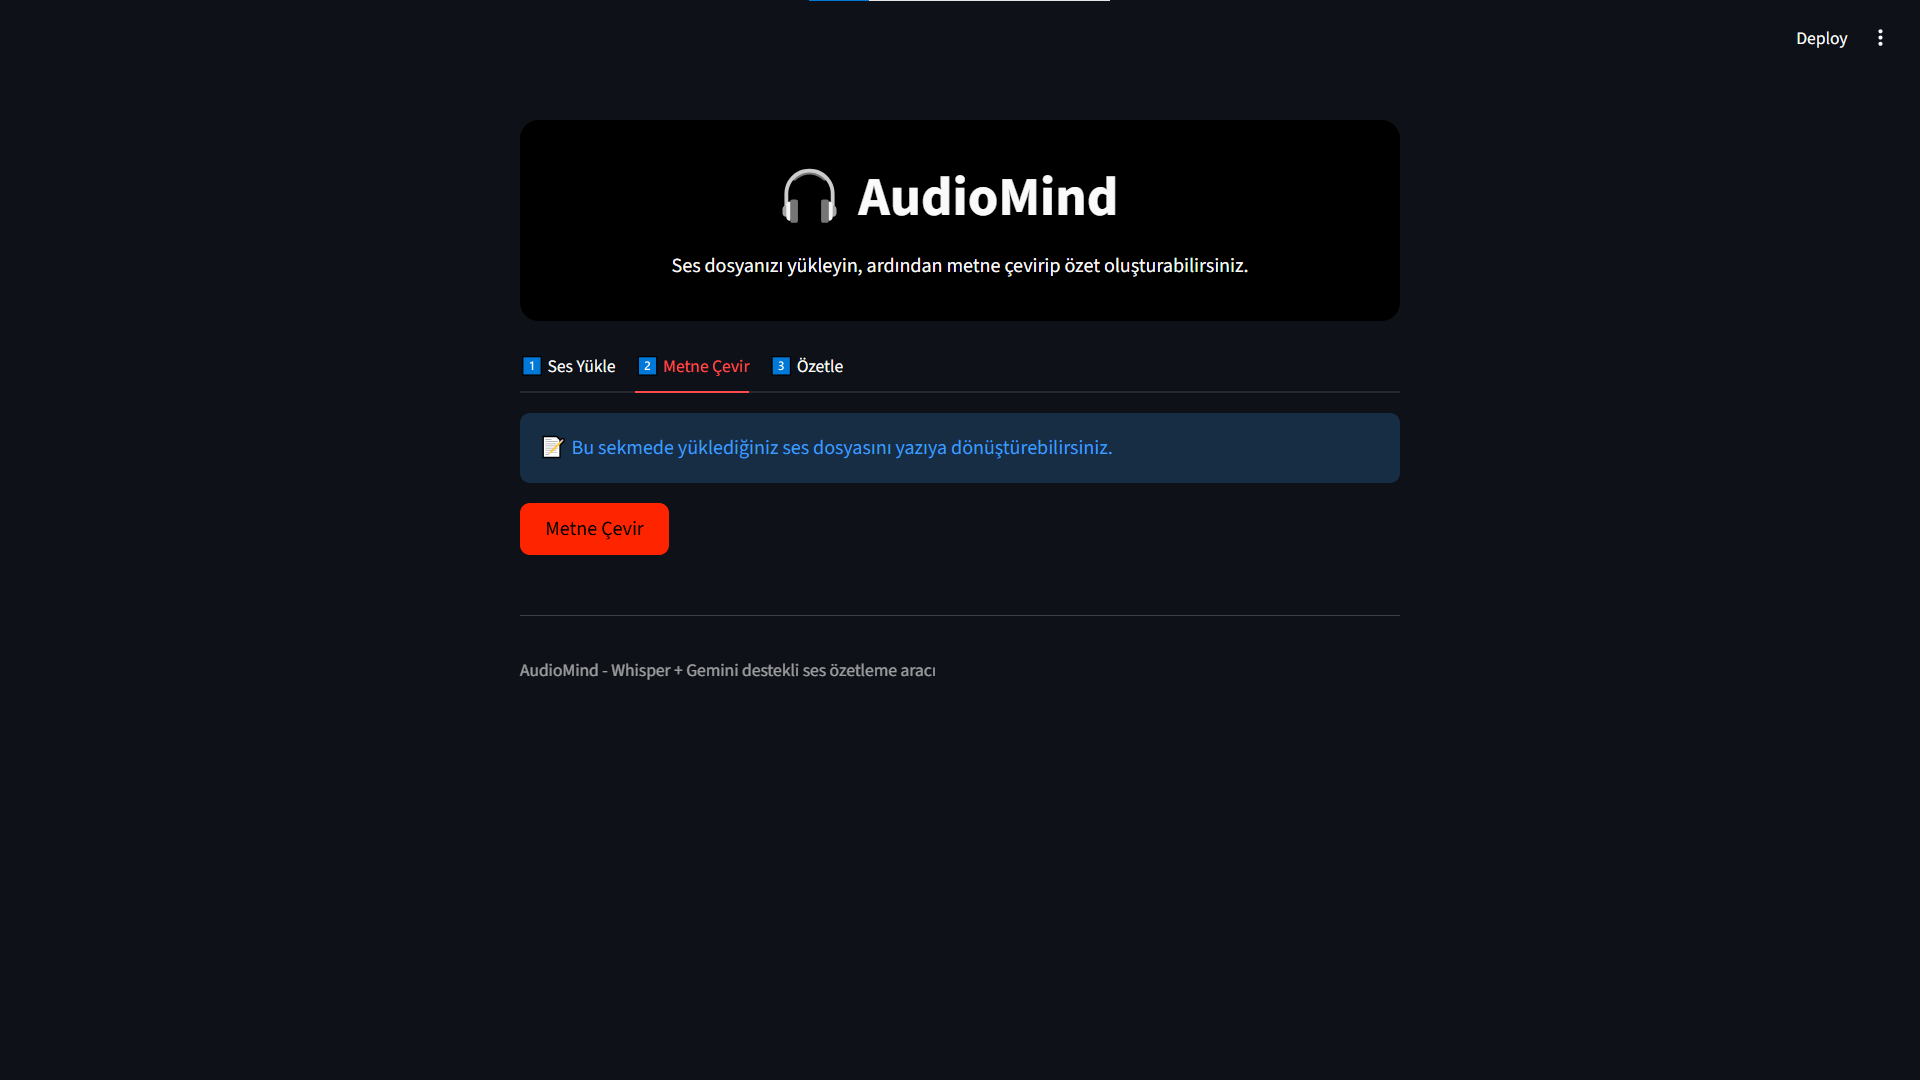 Deploy
🎧 AudioMind
Ses dosyanızı yükleyin, ardından metne çevirip özet oluşturabilirsiniz.
1 Ses Yükle 2 Metne Çevir 3 Özetle
📝 Bu sekmede yüklediğiniz ses dosyasını yazıya dönüştürebilirsiniz.
Metne Çevir
AudioMind - Whisper + Gemini destekli ses özetleme aracı